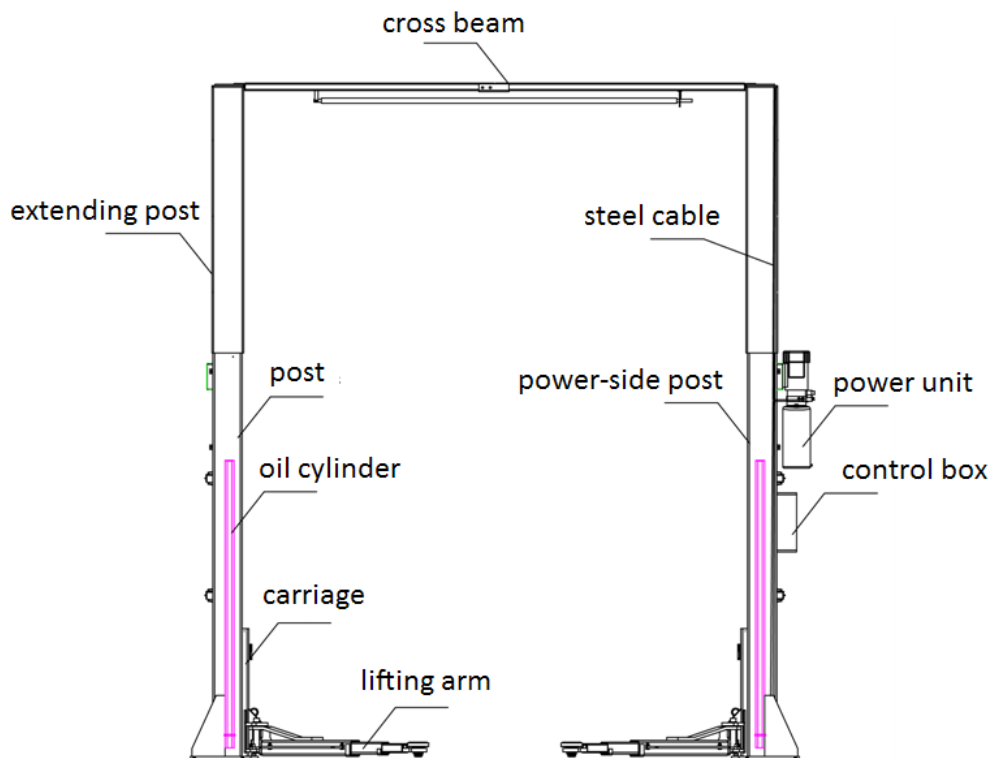 cross beam
extending post
steel cable
post
power-side post
power unit
oil cylinder
control box
carriage
lifting arm